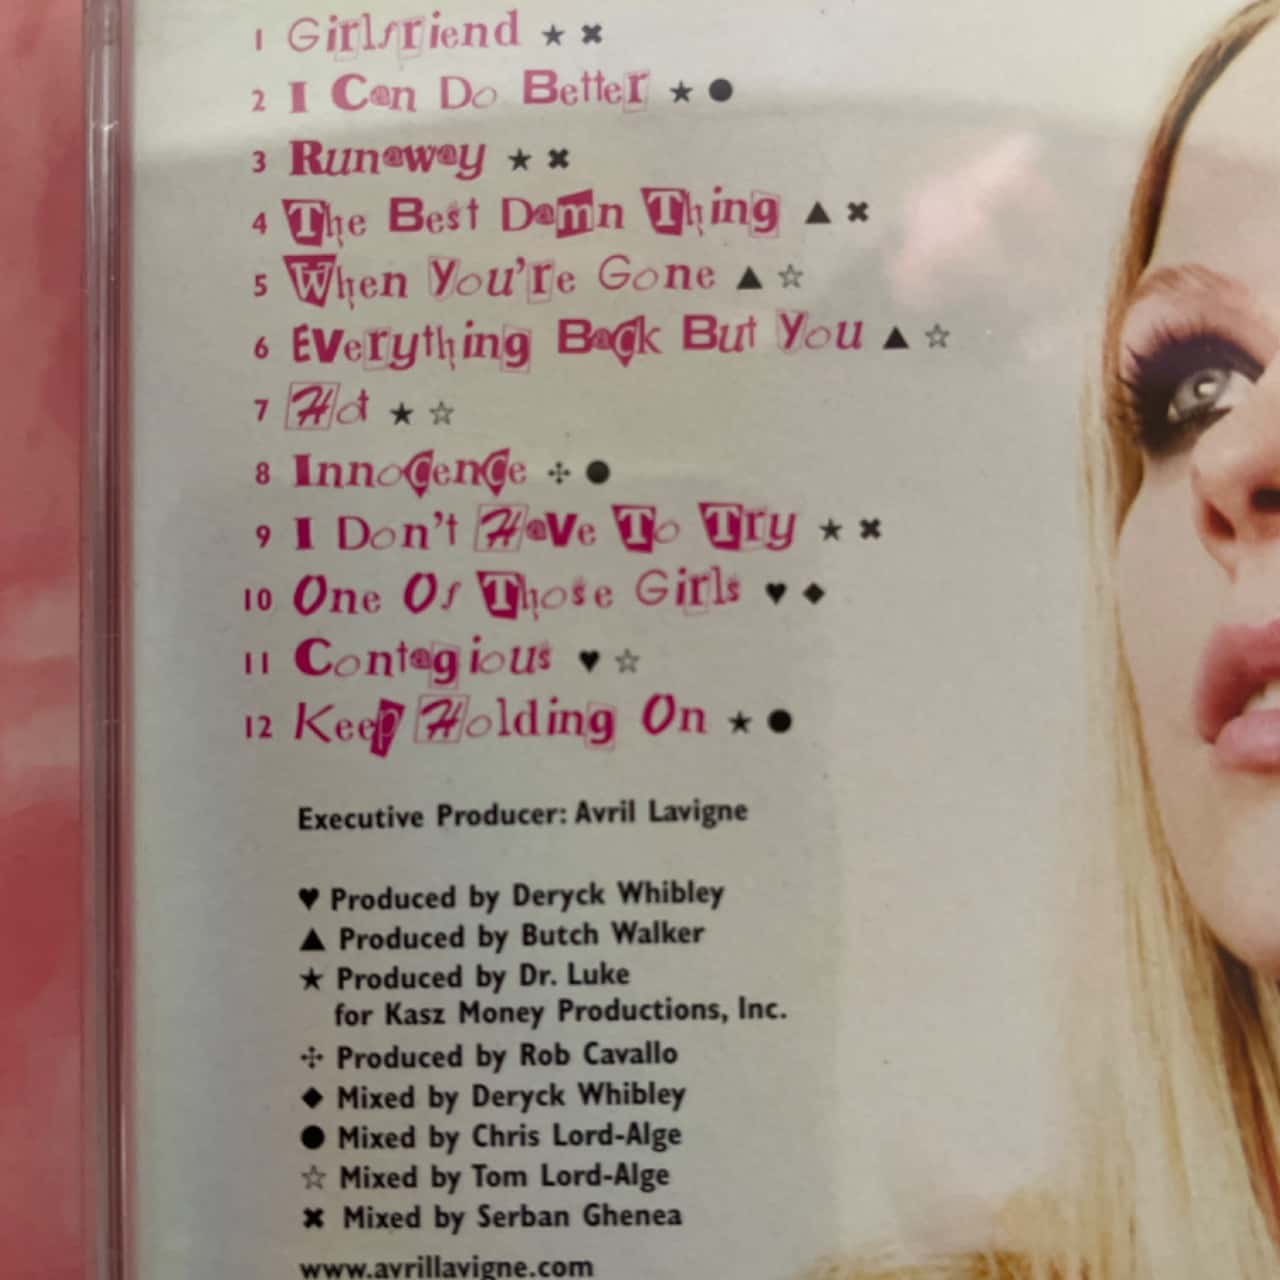 1 Girlfriend ★ ✖
2 I Can Do Better ★ ●
3 Runaway ★ ✖
4 The Best Damn Thing ▲ ✖
5 When You're Gone ▲ ☆
6 Everything Back But You ▲ ☆
7 Hot ★ ☆
8 Innocence ✣ ●
9 I Don't Have To Try ★ ✖
10 One Of Those Girls ♥ ◆
11 Contagious ♥ ☆
12 Keep Holding On ★ ●
Executive Producer: Avril Lavigne
♥ Produced by Deryck Whibley
▲ Produced by Butch Walker
★ Produced by Dr. Luke
for Kasz Money Productions, Inc.
✣ Produced by Rob Cavallo
◆ Mixed by Deryck Whibley
● Mixed by Chris Lord-Alge
☆ Mixed by Tom Lord-Alge
✖ Mixed by Serban Ghenea
www.avrillavigne.com